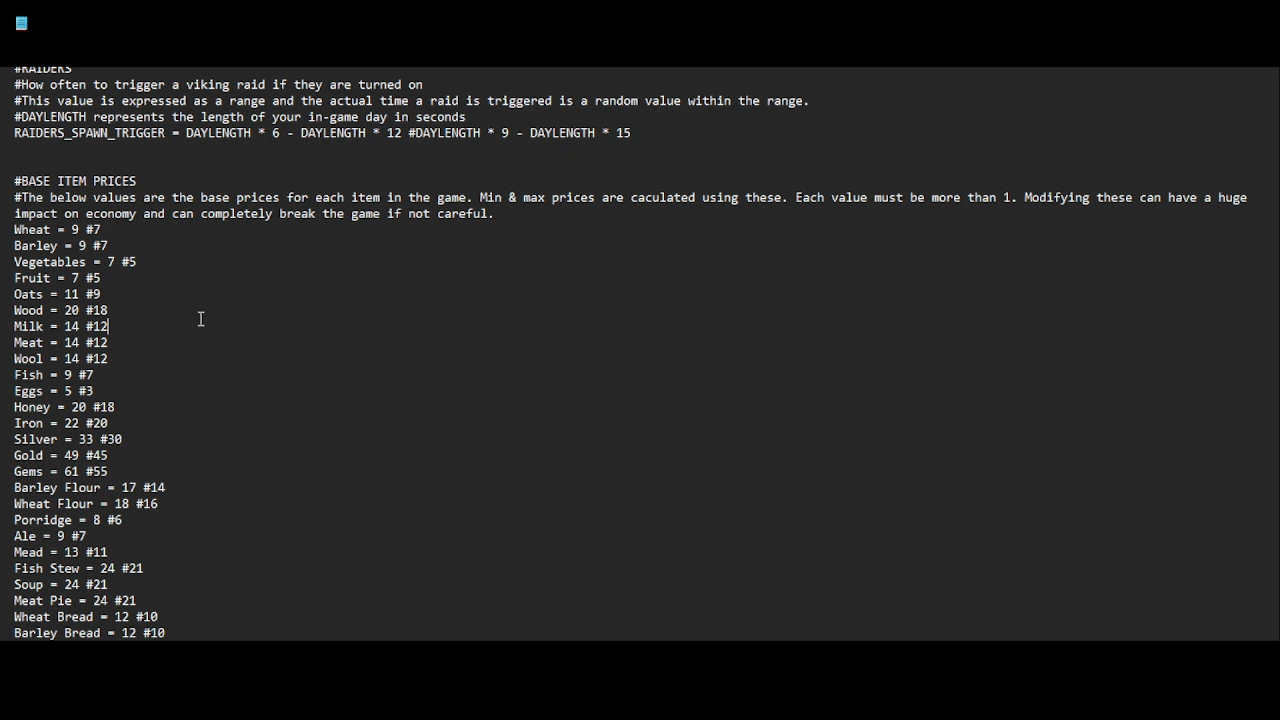 #RAIDERS
#How often to trigger a viking raid if they are turned on
#This value is expressed as a range and the actual time a raid is triggered is a random value within the range.
#DAYLENGTH represents the length of your in-game day in seconds
RAIDERS_SPAWN_TRIGGER = DAYLENGTH * 6 - DAYLENGTH * 12 #DAYLENGTH * 9 - DAYLENGTH * 15
#BASE ITEM PRICES
#The below values are the base prices for each item in the game. Min & max prices are caculated using these. Each value must be more than 1. Modifying these can have a huge
impact on economy and can completely break the game if not careful.
Wheat = 9 #7
Barley = 9 #7
Vegetables = 7 #5
Fruit = 7 #5
Oats = 11 #9
Wood = 20 #18
Milk = 14 #12
Meat = 14 #12
Wool = 14 #12
Fish = 9 #7
Eggs = 5 #3
Honey = 20 #18
Iron = 22 #20
Silver = 33 #30
Gold = 49 #45
Gems = 61 #55
Barley Flour = 17 #14
Wheat Flour = 18 #16
Porridge = 8 #6
Ale = 9 #7
Mead = 13 #11
Fish Stew = 24 #21
Soup = 24 #21
Meat Pie = 24 #21
Wheat Bread = 12 #10
Barley Bread = 12 #10